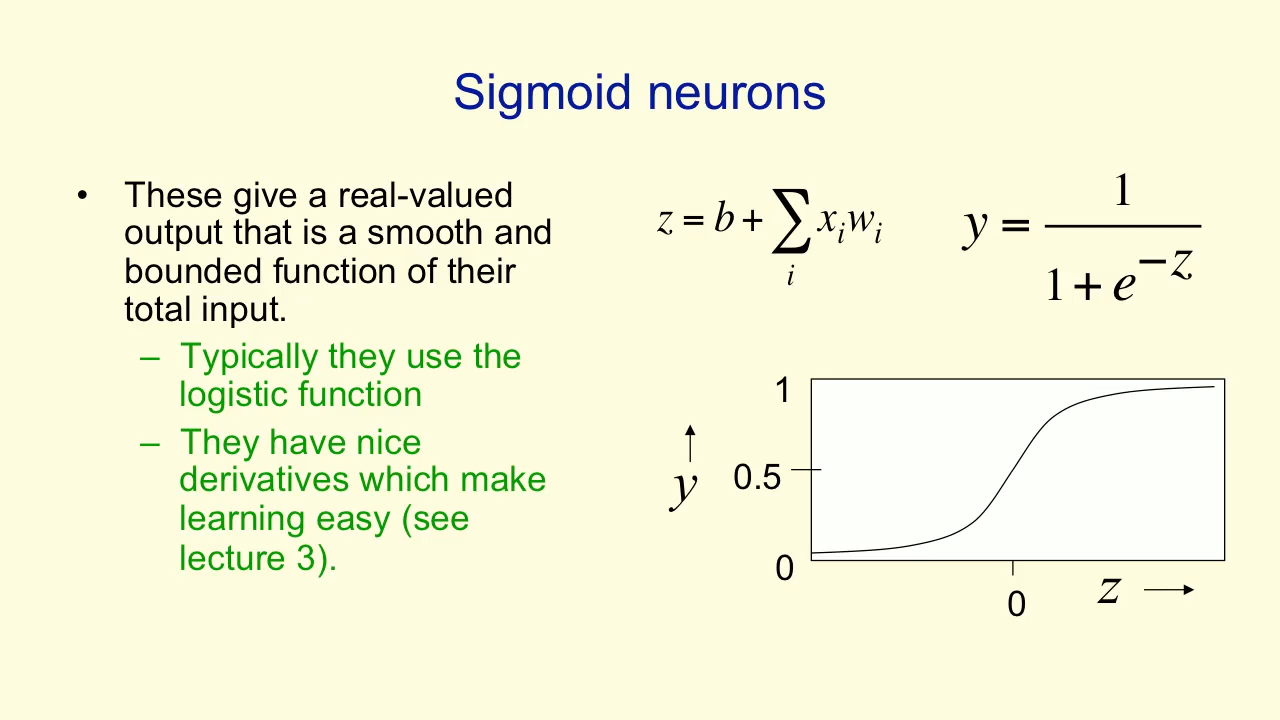 Sigmoid neurons
• These give a real-valued
output that is a smooth and
bounded function of their
total input.
– Typically they use the
logistic function
– They have nice
derivatives which make
learning easy (see
lecture 3).
z = b + ∑ᵢ xᵢwᵢ
y = 1 / (1 + e^−z)
1
0.5
0
y
0
z